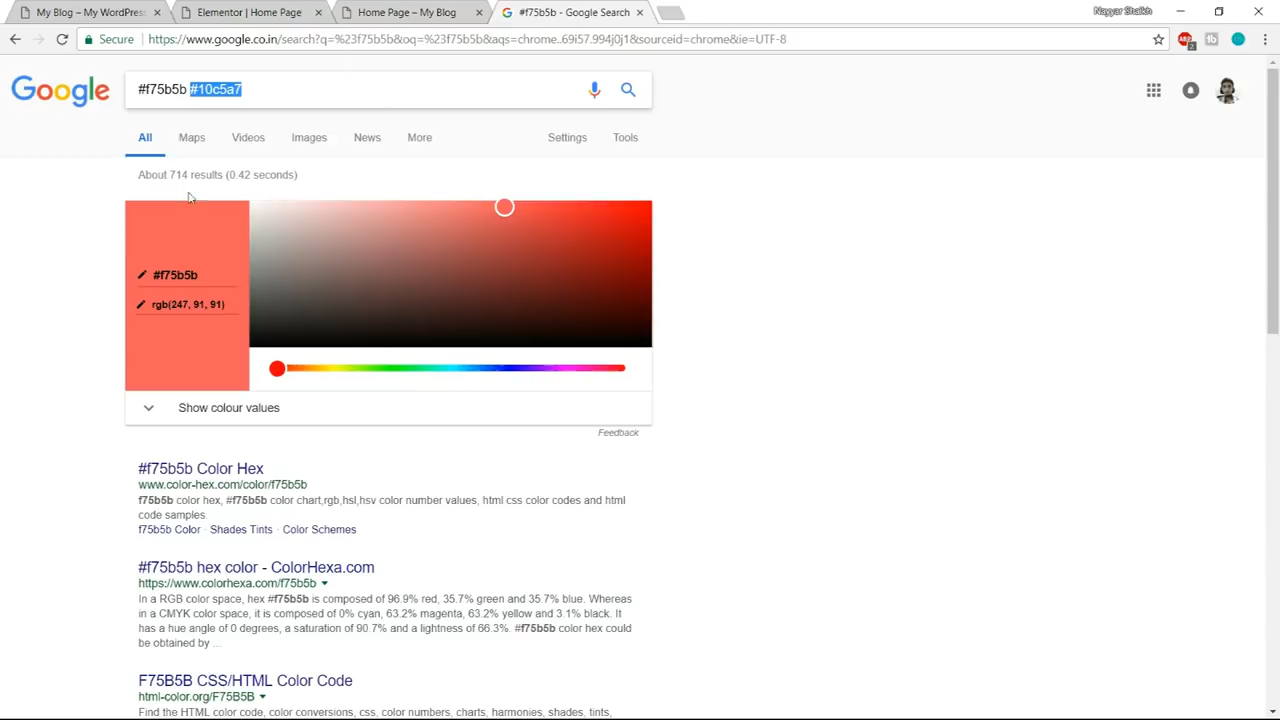 My Blog – My WordPress
Elementor | Home Page
Home Page – My Blog
#f75b5b - Google Search
Nayyar Shaikh
Secure
https://www.google.co.in/search?q=%23f75b5b&oq=%23f75b5b&aqs=chrome..69i57.994j0j1&sourceid=chrome&ie=UTF-8
Google
#f75b5b #10c5a7
All
Maps
Videos
Images
News
More
Settings
Tools
About 714 results (0.42 seconds)
#f75b5b
rgb(247, 91, 91)
Show colour values
Feedback
#f75b5b Color Hex
www.color-hex.com/color/f75b5b
f75b5b color hex, #f75b5b color chart,rgb,hsl,hsv color number values, html css color codes and html
code samples.
f75b5b Color · Shades Tints · Color Schemes
#f75b5b hex color - ColorHexa.com
https://www.colorhexa.com/f75b5b
In a RGB color space, hex #f75b5b is composed of 96.9% red, 35.7% green and 35.7% blue. Whereas
in a CMYK color space, it is composed of 0% cyan, 63.2% magenta, 63.2% yellow and 3.1% black. It
has a hue angle of 0 degrees, a saturation of 90.7% and a lightness of 66.3%. #f75b5b color hex could
be obtained by ...
F75B5B CSS/HTML Color Code
html-color.org/F75B5B
Find the HTML color code, color conversions, css, color numbers, charts, harmonies, shades, tints,